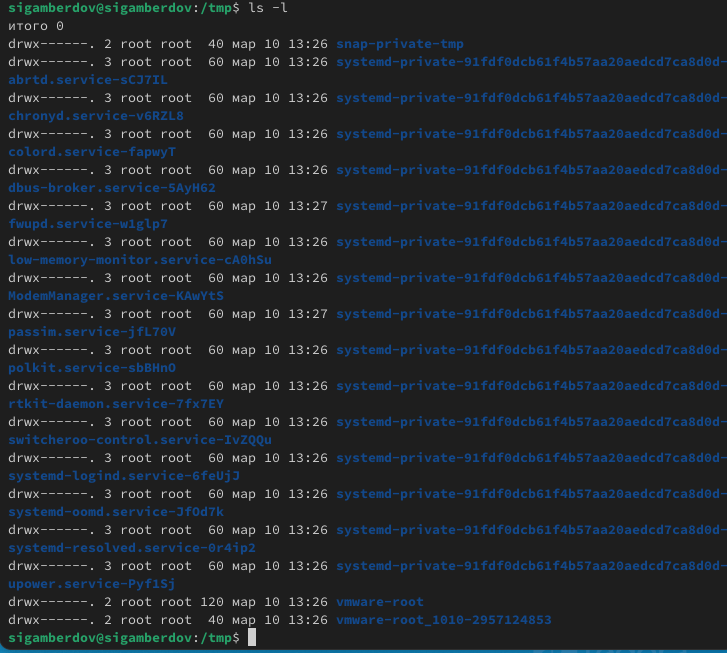 sigamberdov@sigamberdov:/tmp$ ls -l
итого 0
drwx------. 2 root root  40 мар 10 13:26 snap-private-tmp
drwx------. 3 root root  60 мар 10 13:26 systemd-private-91fdf0dcb61f4b57aa20aedcd7ca8d0d-
abrtd.service-sCJ7IL
drwx------. 3 root root  60 мар 10 13:26 systemd-private-91fdf0dcb61f4b57aa20aedcd7ca8d0d-
chronyd.service-v6RZL8
drwx------. 3 root root  60 мар 10 13:26 systemd-private-91fdf0dcb61f4b57aa20aedcd7ca8d0d-
colord.service-fapwyT
drwx------. 3 root root  60 мар 10 13:26 systemd-private-91fdf0dcb61f4b57aa20aedcd7ca8d0d-
dbus-broker.service-5AyH62
drwx------. 3 root root  60 мар 10 13:27 systemd-private-91fdf0dcb61f4b57aa20aedcd7ca8d0d-
fwupd.service-w1glp7
drwx------. 3 root root  60 мар 10 13:26 systemd-private-91fdf0dcb61f4b57aa20aedcd7ca8d0d-
low-memory-monitor.service-cA0hSu
drwx------. 3 root root  60 мар 10 13:26 systemd-private-91fdf0dcb61f4b57aa20aedcd7ca8d0d-
ModemManager.service-KAwYtS
drwx------. 3 root root  60 мар 10 13:27 systemd-private-91fdf0dcb61f4b57aa20aedcd7ca8d0d-
passim.service-jfL70V
drwx------. 3 root root  60 мар 10 13:26 systemd-private-91fdf0dcb61f4b57aa20aedcd7ca8d0d-
polkit.service-sbBHnO
drwx------. 3 root root  60 мар 10 13:26 systemd-private-91fdf0dcb61f4b57aa20aedcd7ca8d0d-
rtkit-daemon.service-7fx7EY
drwx------. 3 root root  60 мар 10 13:26 systemd-private-91fdf0dcb61f4b57aa20aedcd7ca8d0d-
switcheroo-control.service-IvZQQu
drwx------. 3 root root  60 мар 10 13:26 systemd-private-91fdf0dcb61f4b57aa20aedcd7ca8d0d-
systemd-logind.service-6feUjJ
drwx------. 3 root root  60 мар 10 13:26 systemd-private-91fdf0dcb61f4b57aa20aedcd7ca8d0d-
systemd-oomd.service-JfOd7k
drwx------. 3 root root  60 мар 10 13:26 systemd-private-91fdf0dcb61f4b57aa20aedcd7ca8d0d-
systemd-resolved.service-0r4ip2
drwx------. 3 root root  60 мар 10 13:26 systemd-private-91fdf0dcb61f4b57aa20aedcd7ca8d0d-
upower.service-Pyf1Sj
drwx------. 2 root root 120 мар 10 13:26 vmware-root
drwx------. 2 root root  40 мар 10 13:26 vmware-root_1010-2957124853
sigamberdov@sigamberdov:/tmp$